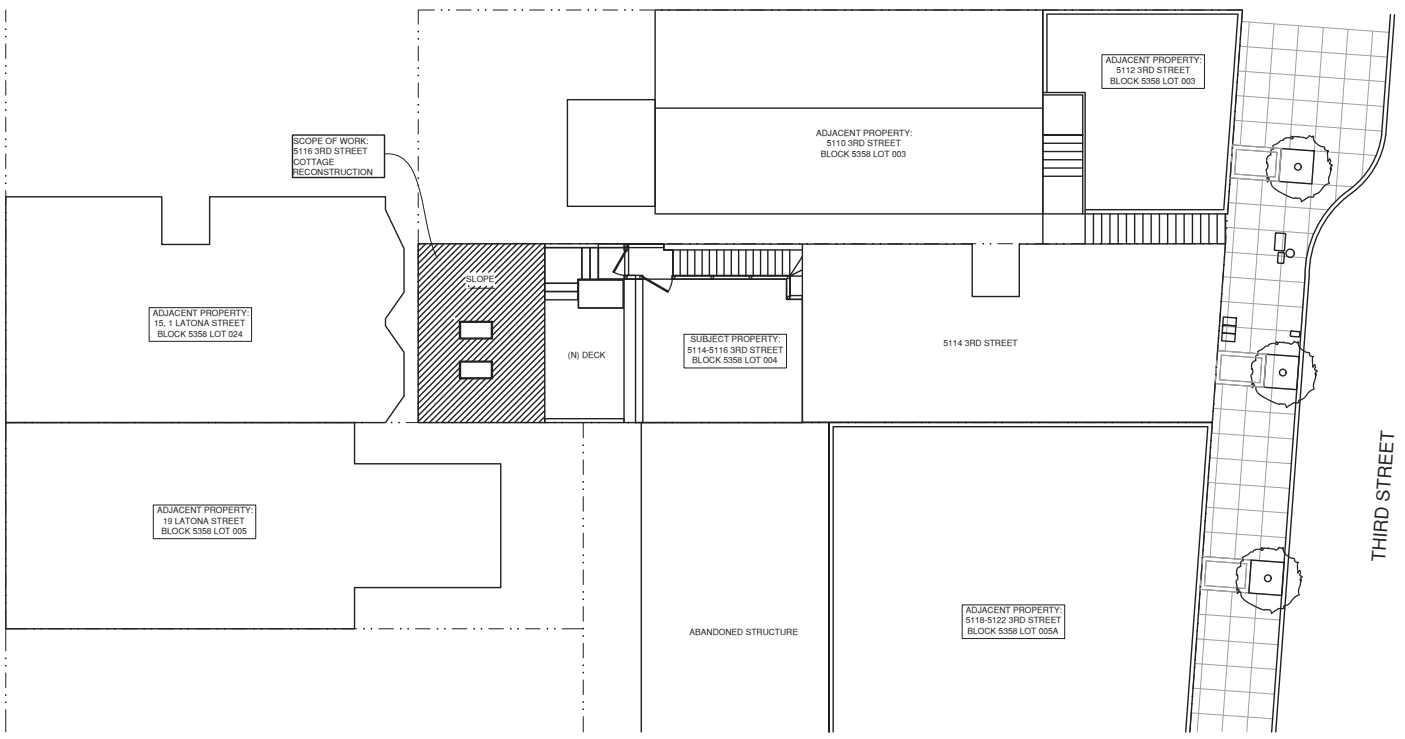 ADJACENT PROPERTY:
5112 3RD STREET
BLOCK 5358 LOT 003
ADJACENT PROPERTY:
5110 3RD STREET
BLOCK 5358 LOT 003
SCOPE OF WORK:
5116 3RD STREET
COTTAGE
RECONSTRUCTION
SLOPE
ADJACENT PROPERTY:
15, 1 LATONA STREET
BLOCK 5358 LOT 024
(N) DECK
SUBJECT PROPERTY:
5114-5116 3RD STREET
BLOCK 5358 LOT 004
5114 3RD STREET
THIRD STREET
ADJACENT PROPERTY:
19 LATONA STREET
BLOCK 5358 LOT 005
ABANDONED STRUCTURE
ADJACENT PROPERTY:
5118-5122 3RD STREET
BLOCK 5358 LOT 005A